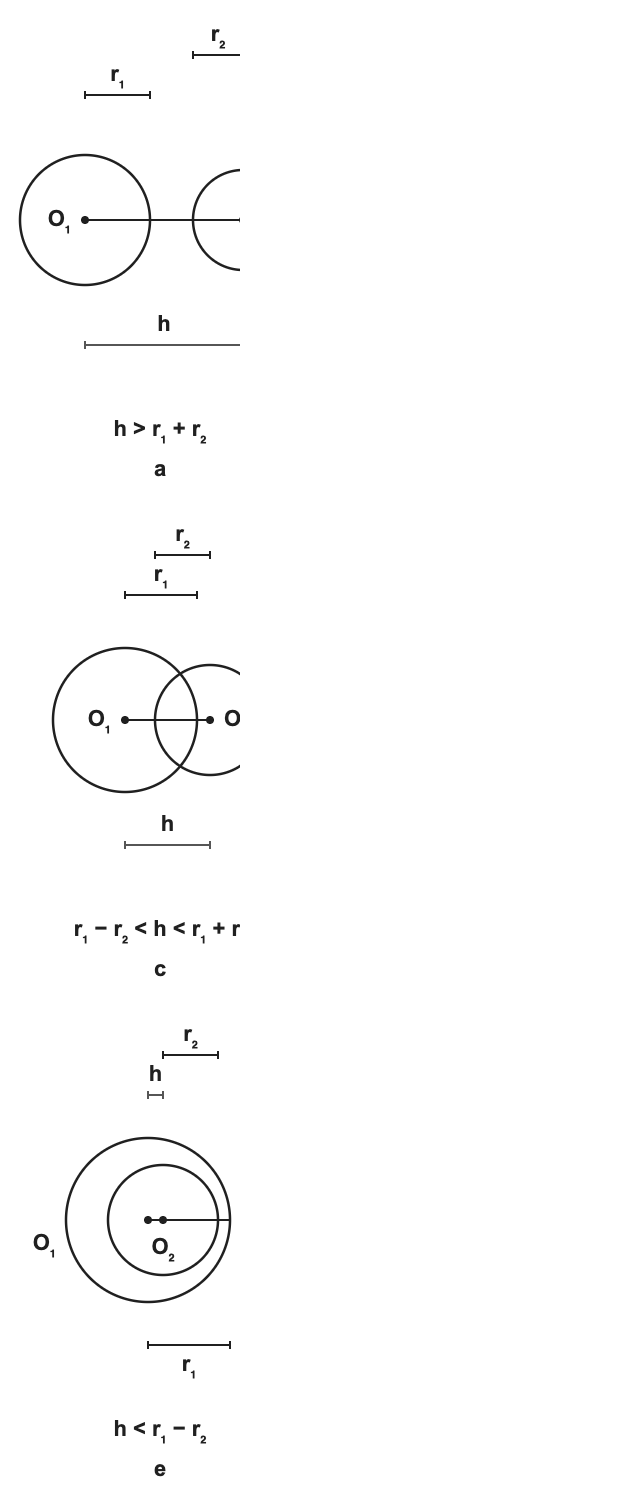 r₂
r₁
O₁
h
h > r₁ + r₂
a
r₂
r₁
O₁ O
h
r₁ − r₂ < h < r₁ + r
c
r₂
h
O₁
O₂
r₁
h < r₁ − r₂
e